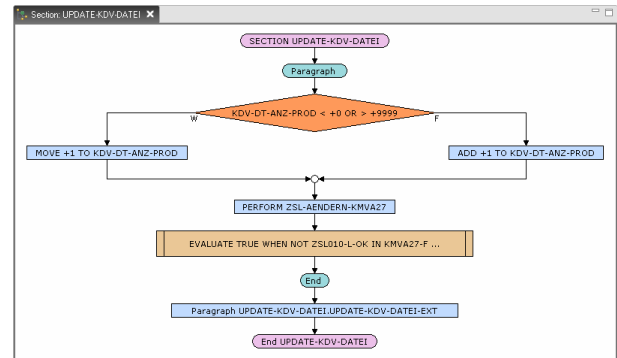 Section: UPDATE-KDV-DATEI
SECTION UPDATE-KDV-DATEI
Paragraph
KDV-DT-ANZ-PROD < +0 OR > +9999
W
F
MOVE +1 TO KDV-DT-ANZ-PROD
ADD +1 TO KDV-DT-ANZ-PROD
PERFORM ZSL-AENDERN-KMVA27
EVALUATE TRUE WHEN NOT ZSL010-L-OK IN KMVA27-F ...
End
Paragraph UPDATE-KDV-DATEI.UPDATE-KDV-DATEI-EXT
End UPDATE-KDV-DATEI